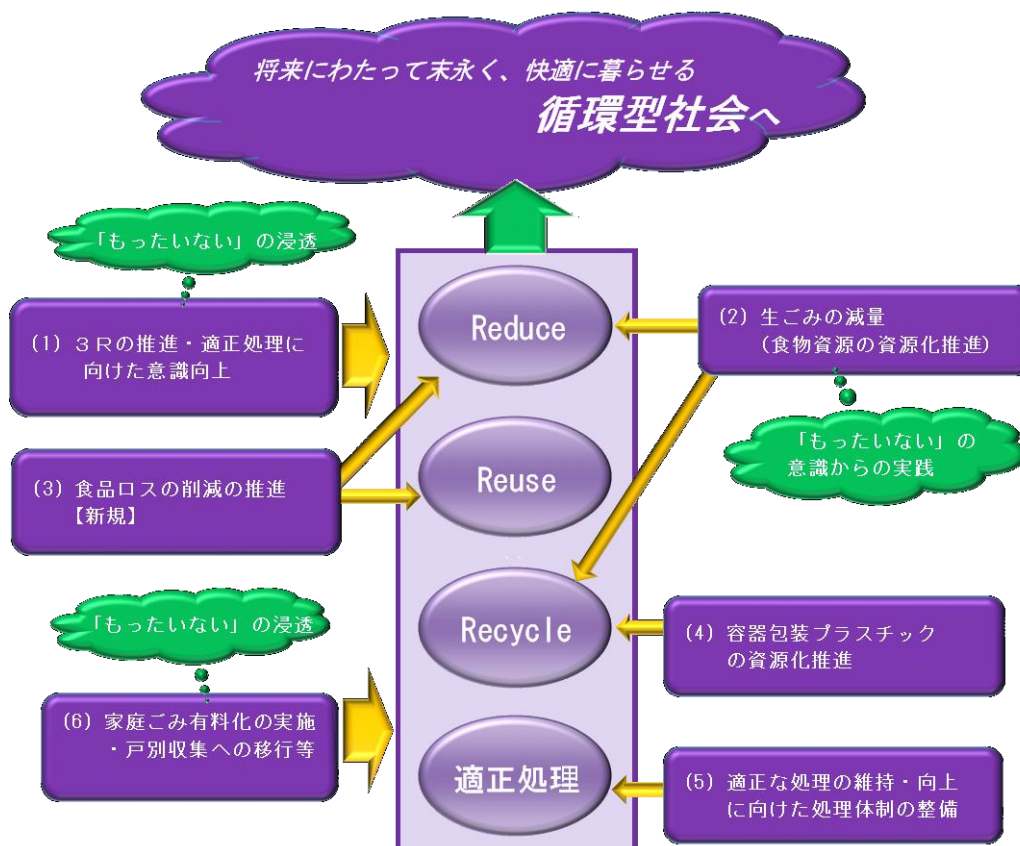 将来にわたって末永く、快適に暮らせる
循環型社会へ
「もったいない」の浸透
(1) 3Rの推進・適正処理に
向けた意識向上
Reduce
(2) 生ごみの減量
(食物資源の資源化推進)
「もったいない」の
意識からの実践
(3) 食品ロスの削減の推進
【新規】
Reuse
「もったいない」の浸透
Recycle
(4) 容器包装プラスチック
の資源化推進
(6) 家庭ごみ有料化の実施
・戸別収集への移行等
適正処理
(5) 適正な処理の維持・向上
に向けた処理体制の整備